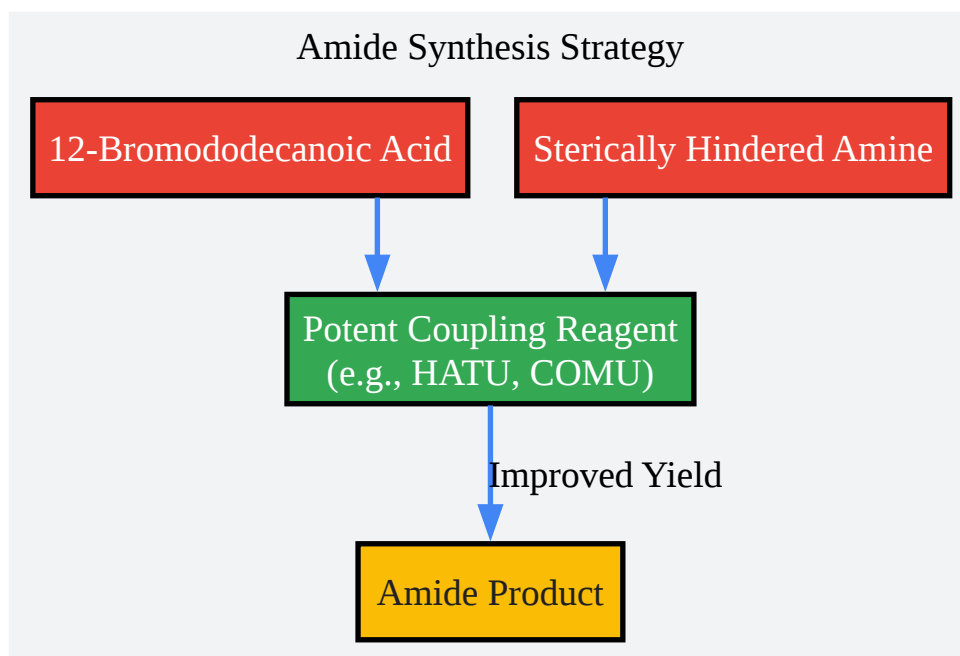 Amide Synthesis Strategy
12-Bromododecanoic Acid
Sterically Hindered Amine
Potent Coupling Reagent
(e.g., HATU, COMU)
Improved Yield
Amide Product